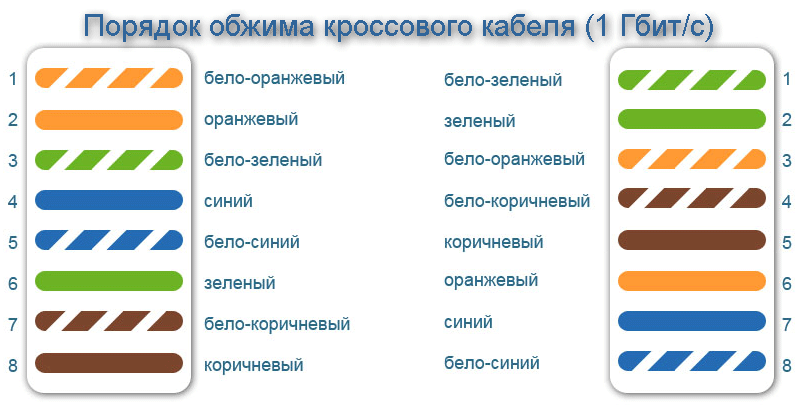 Порядок обжима кроссового кабеля (1 Гбит/с)
1 бело-оранжевый бело-зеленый 1
2 оранжевый зеленый 2
3 бело-зеленый бело-оранжевый 3
4 синий бело-коричневый 4
5 бело-синий коричневый 5
6 зеленый оранжевый 6
7 бело-коричневый синий 7
8 коричневый бело-синий 8